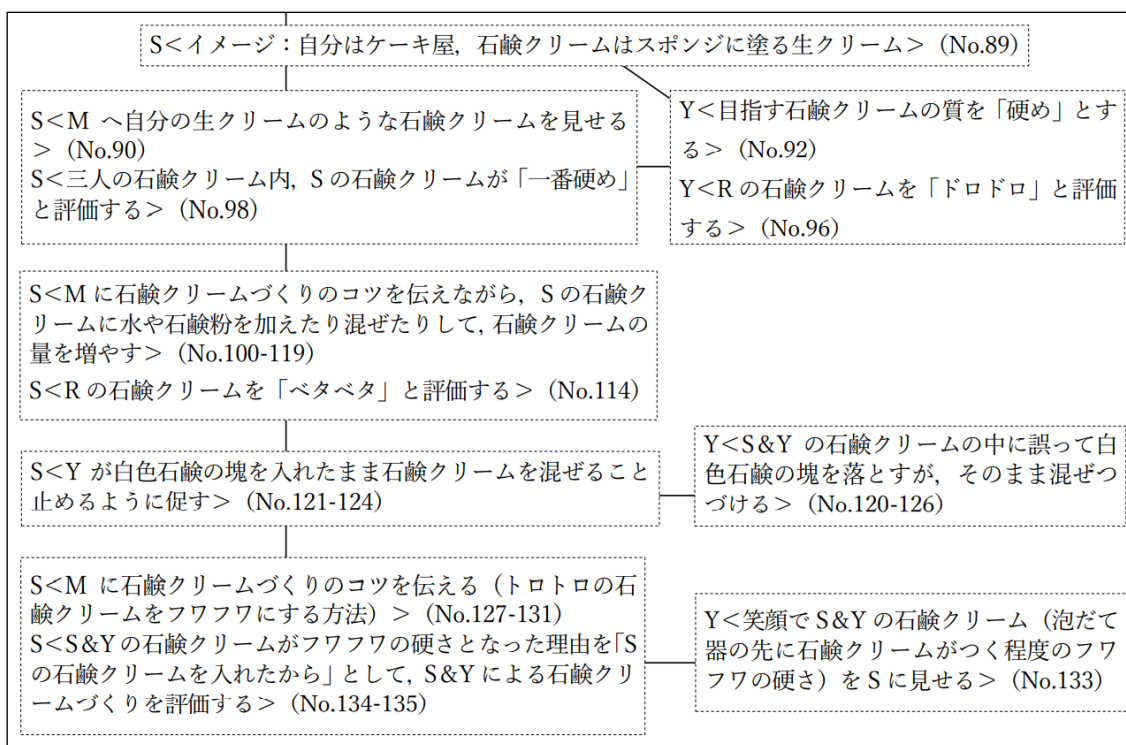 S＜イメージ：自分はケーキ屋，石鹸クリームはスポンジに塗る生クリーム＞（No.89）
S＜M へ自分の生クリームのような石鹸クリームを見せる
＞（No.90）
S＜三人の石鹸クリーム内，S の石鹸クリームが「一番硬め」
と評価する＞（No.98）
Y＜目指す石鹸クリームの質を「硬め」とす
る＞（No.92）
Y＜R の石鹸クリームを「ドロドロ」と評価
する＞（No.96）
S＜M に石鹸クリームづくりのコツを伝えながら，S の石鹸ク
リームに水や石鹸粉を加えたり混ぜたりして，石鹸クリームの
量を増やす＞（No.100-119）
S＜R の石鹸クリームを「ベタベタ」と評価する＞（No.114）
S＜Y が白色石鹸の塊を入れたまま石鹸クリームを混ぜること
止めるように促す＞（No.121-124）
Y＜S&Y の石鹸クリームの中に誤って白
色石鹸の塊を落とすが，そのまま混ぜつ
づける＞（No.120-126）
S＜M に石鹸クリームづくりのコツを伝える（トロトロの石
鹸クリームをフワフワにする方法）＞（No.127-131）
S＜S&Y の石鹸クリームがフワフワの硬さとなった理由を「S
の石鹸クリームを入れたから」として，S&Y による石鹸クリ
ームづくりを評価する＞（No.134-135）
Y＜笑顔で S&Y の石鹸クリーム（泡だて
器の先に石鹸クリームがつく程度のフワ
フワの硬さ）を S に見せる＞（No.133）